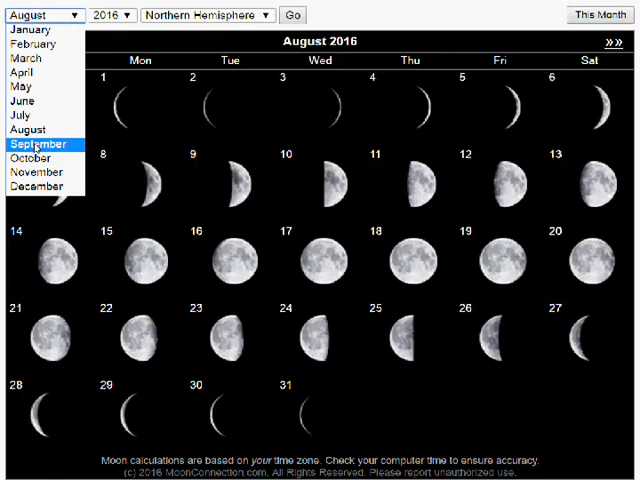 August 2016 Northern Hemisphere Go This Month
January
February
March
April
May
June
July
August
September
October
November
December
August 2016 »»
Mon Tue Wed Thu Fri Sat
1 2 3 4 5 6
8 9 10 11 12 13
14 15 16 17 18 19 20
21 22 23 24 25 26 27
28 29 30 31
Moon calculations are based on your time zone. Check your computer time to ensure accuracy.
(c) 2016 MoonConnection.com. All Rights Reserved. Please report unauthorized use.